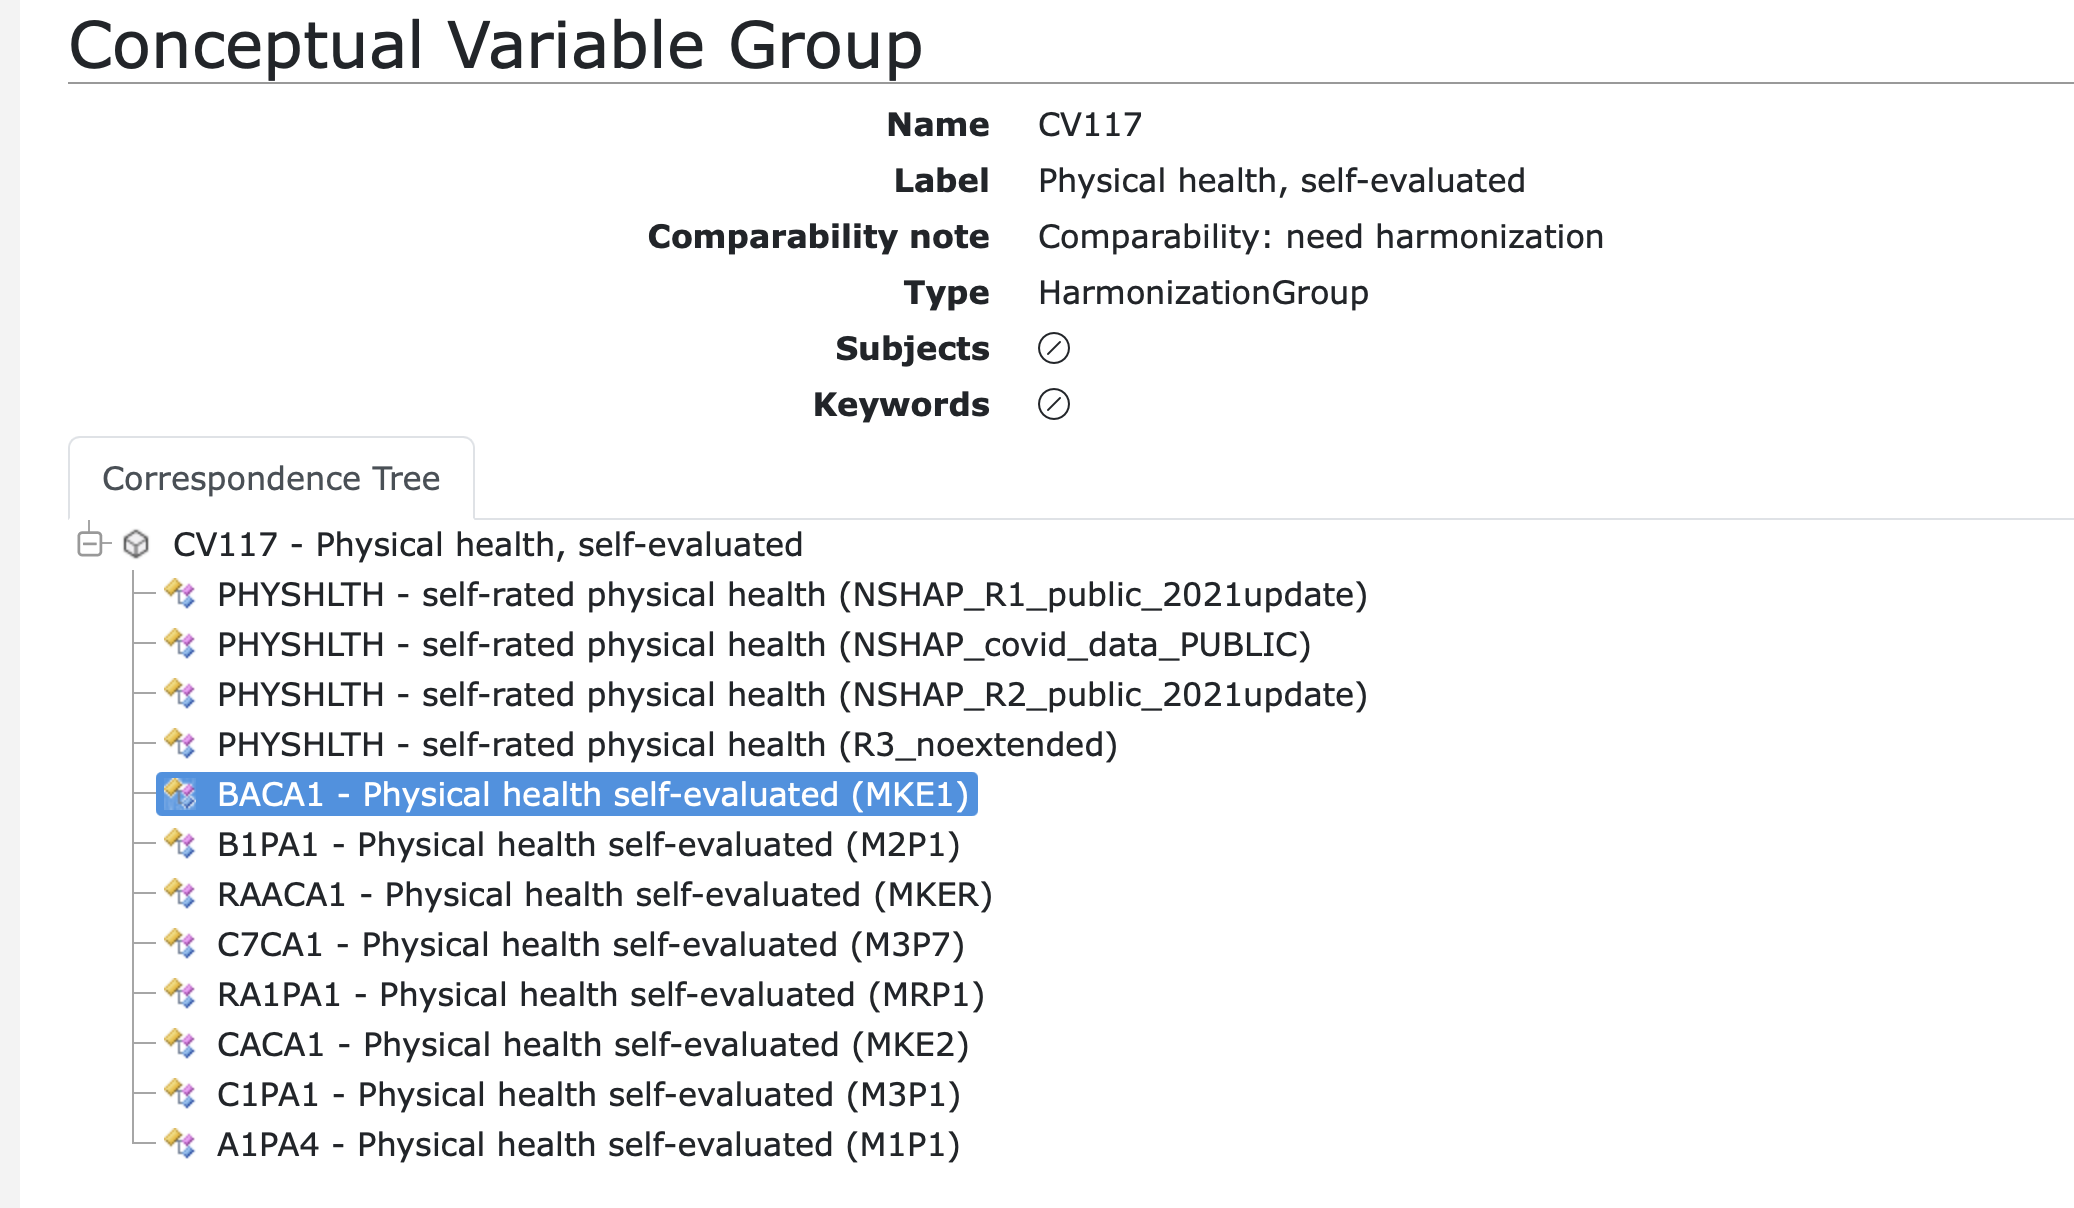 Conceptual Variable Group
Name CV117
Label Physical health, self-evaluated
Comparability note Comparability: need harmonization
Type HarmonizationGroup
Subjects
Keywords
Correspondence Tree
CV117 - Physical health, self-evaluated
PHYSHLTH - self-rated physical health (NSHAP_R1_public_2021update)
PHYSHLTH - self-rated physical health (NSHAP_covid_data_PUBLIC)
PHYSHLTH - self-rated physical health (NSHAP_R2_public_2021update)
PHYSHLTH - self-rated physical health (R3_noextended)
BACA1 - Physical health self-evaluated (MKE1)
B1PA1 - Physical health self-evaluated (M2P1)
RAACA1 - Physical health self-evaluated (MKER)
C7CA1 - Physical health self-evaluated (M3P7)
RA1PA1 - Physical health self-evaluated (MRP1)
CACA1 - Physical health self-evaluated (MKE2)
C1PA1 - Physical health self-evaluated (M3P1)
A1PA4 - Physical health self-evaluated (M1P1)